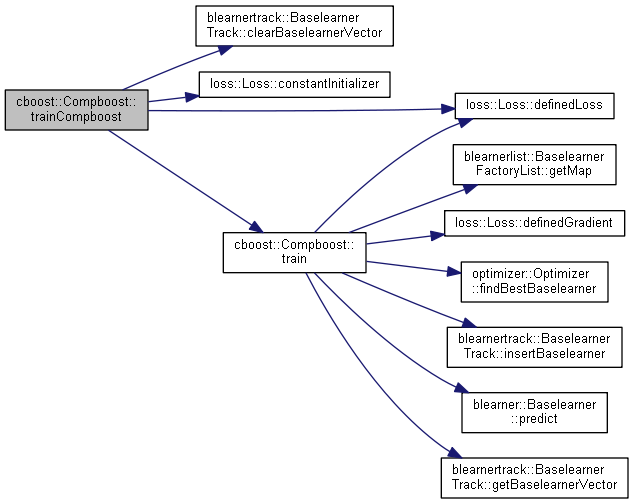 blearnertrack::Baselearner
Track::clearBaselearnerVector
loss::Loss::constantInitializer
cboost::Compboost::
trainCompboost
loss::Loss::definedLoss
blearnerlist::Baselearner
FactoryList::getMap
loss::Loss::definedGradient
cboost::Compboost::
train
optimizer::Optimizer
::findBestBaselearner
blearnertrack::Baselearner
Track::insertBaselearner
blearner::Baselearner
::predict
blearnertrack::Baselearner
Track::getBaselearnerVector